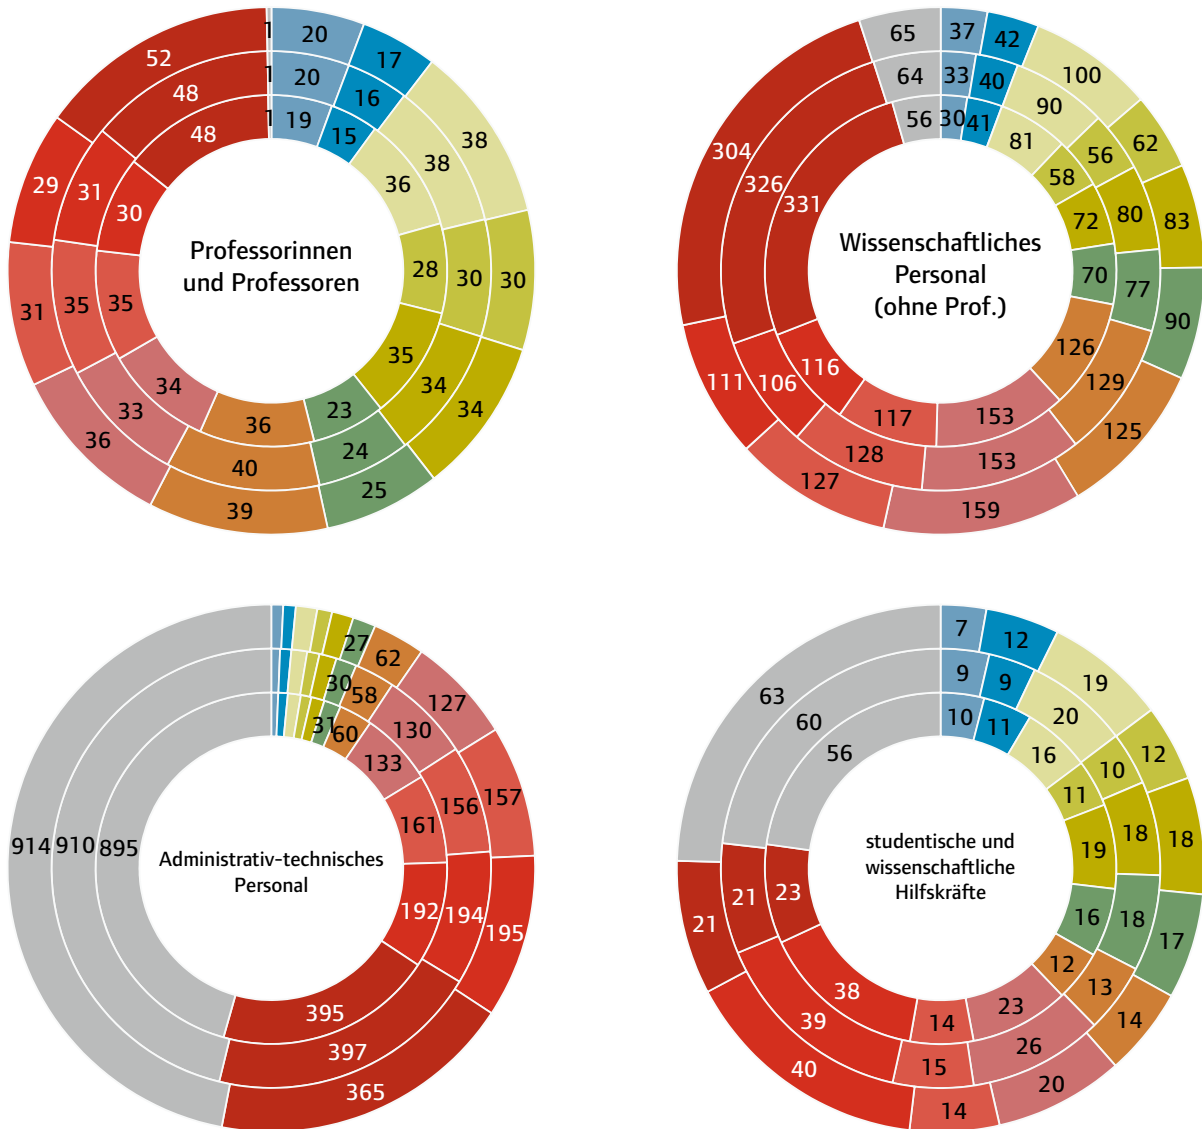 1 20 17 38 30 34 25 39 36 31 29 52
1 20 16 38 30 34 24 40 33 35 31 48
1 19 15 36 28 35 23 36 34 35 30 48
Professorinnen
und Professoren
37 42 100 62 83 90 125 159 127 111 304 65
33 40 90 56 80 77 129 153 128 106 326 64
30 41 81 58 72 70 126 153 117 116 331 56
Wissenschaftliches
Personal
(ohne Prof.)
27 62 127 157 195 365 914
30 58 130 156 194 397 910
31 60 133 161 192 395 895
Administrativ-technisches
Personal
7 12 19 12 18 17 14 20 14 40 21 63
9 9 20 10 18 18 13 26 15 39 21 60
10 11 16 11 19 16 12 23 14 38 23 56
studentische und
wissenschaftliche
Hilfskräfte